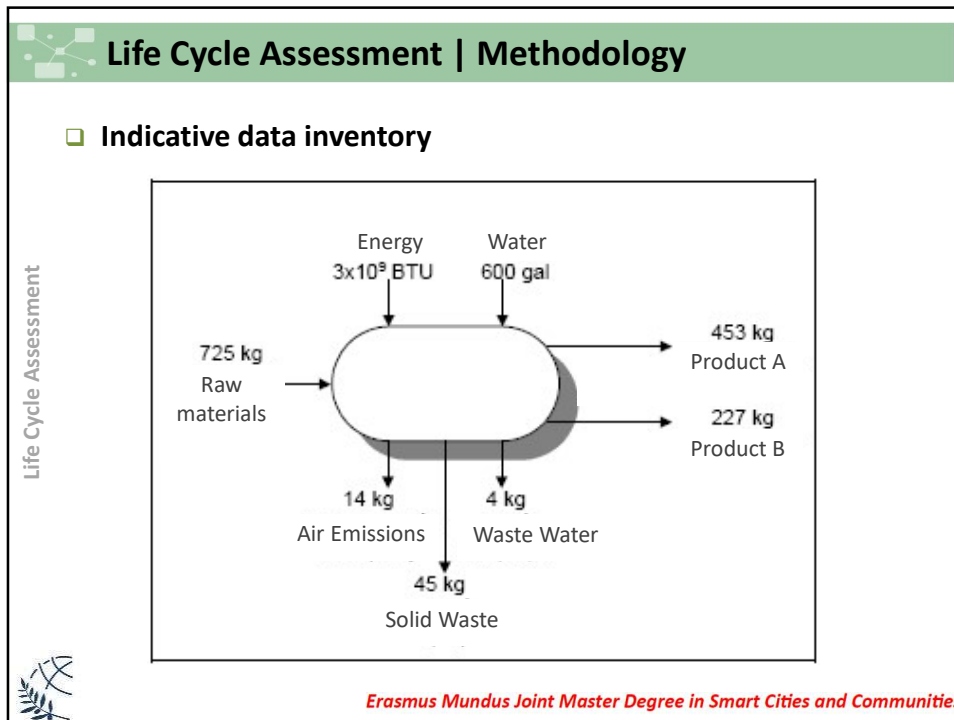 Life Cycle Assessment | Methodology
Indicative data inventory
Life Cycle Assessment
Energy
3x10⁹ BTU
Water
600 gal
725 kg
Raw
materials
453 kg
Product A
227 kg
Product B
14 kg
Air Emissions
4 kg
Waste Water
45 kg
Solid Waste
Erasmus Mundus Joint Master Degree in Smart Cities and Communities